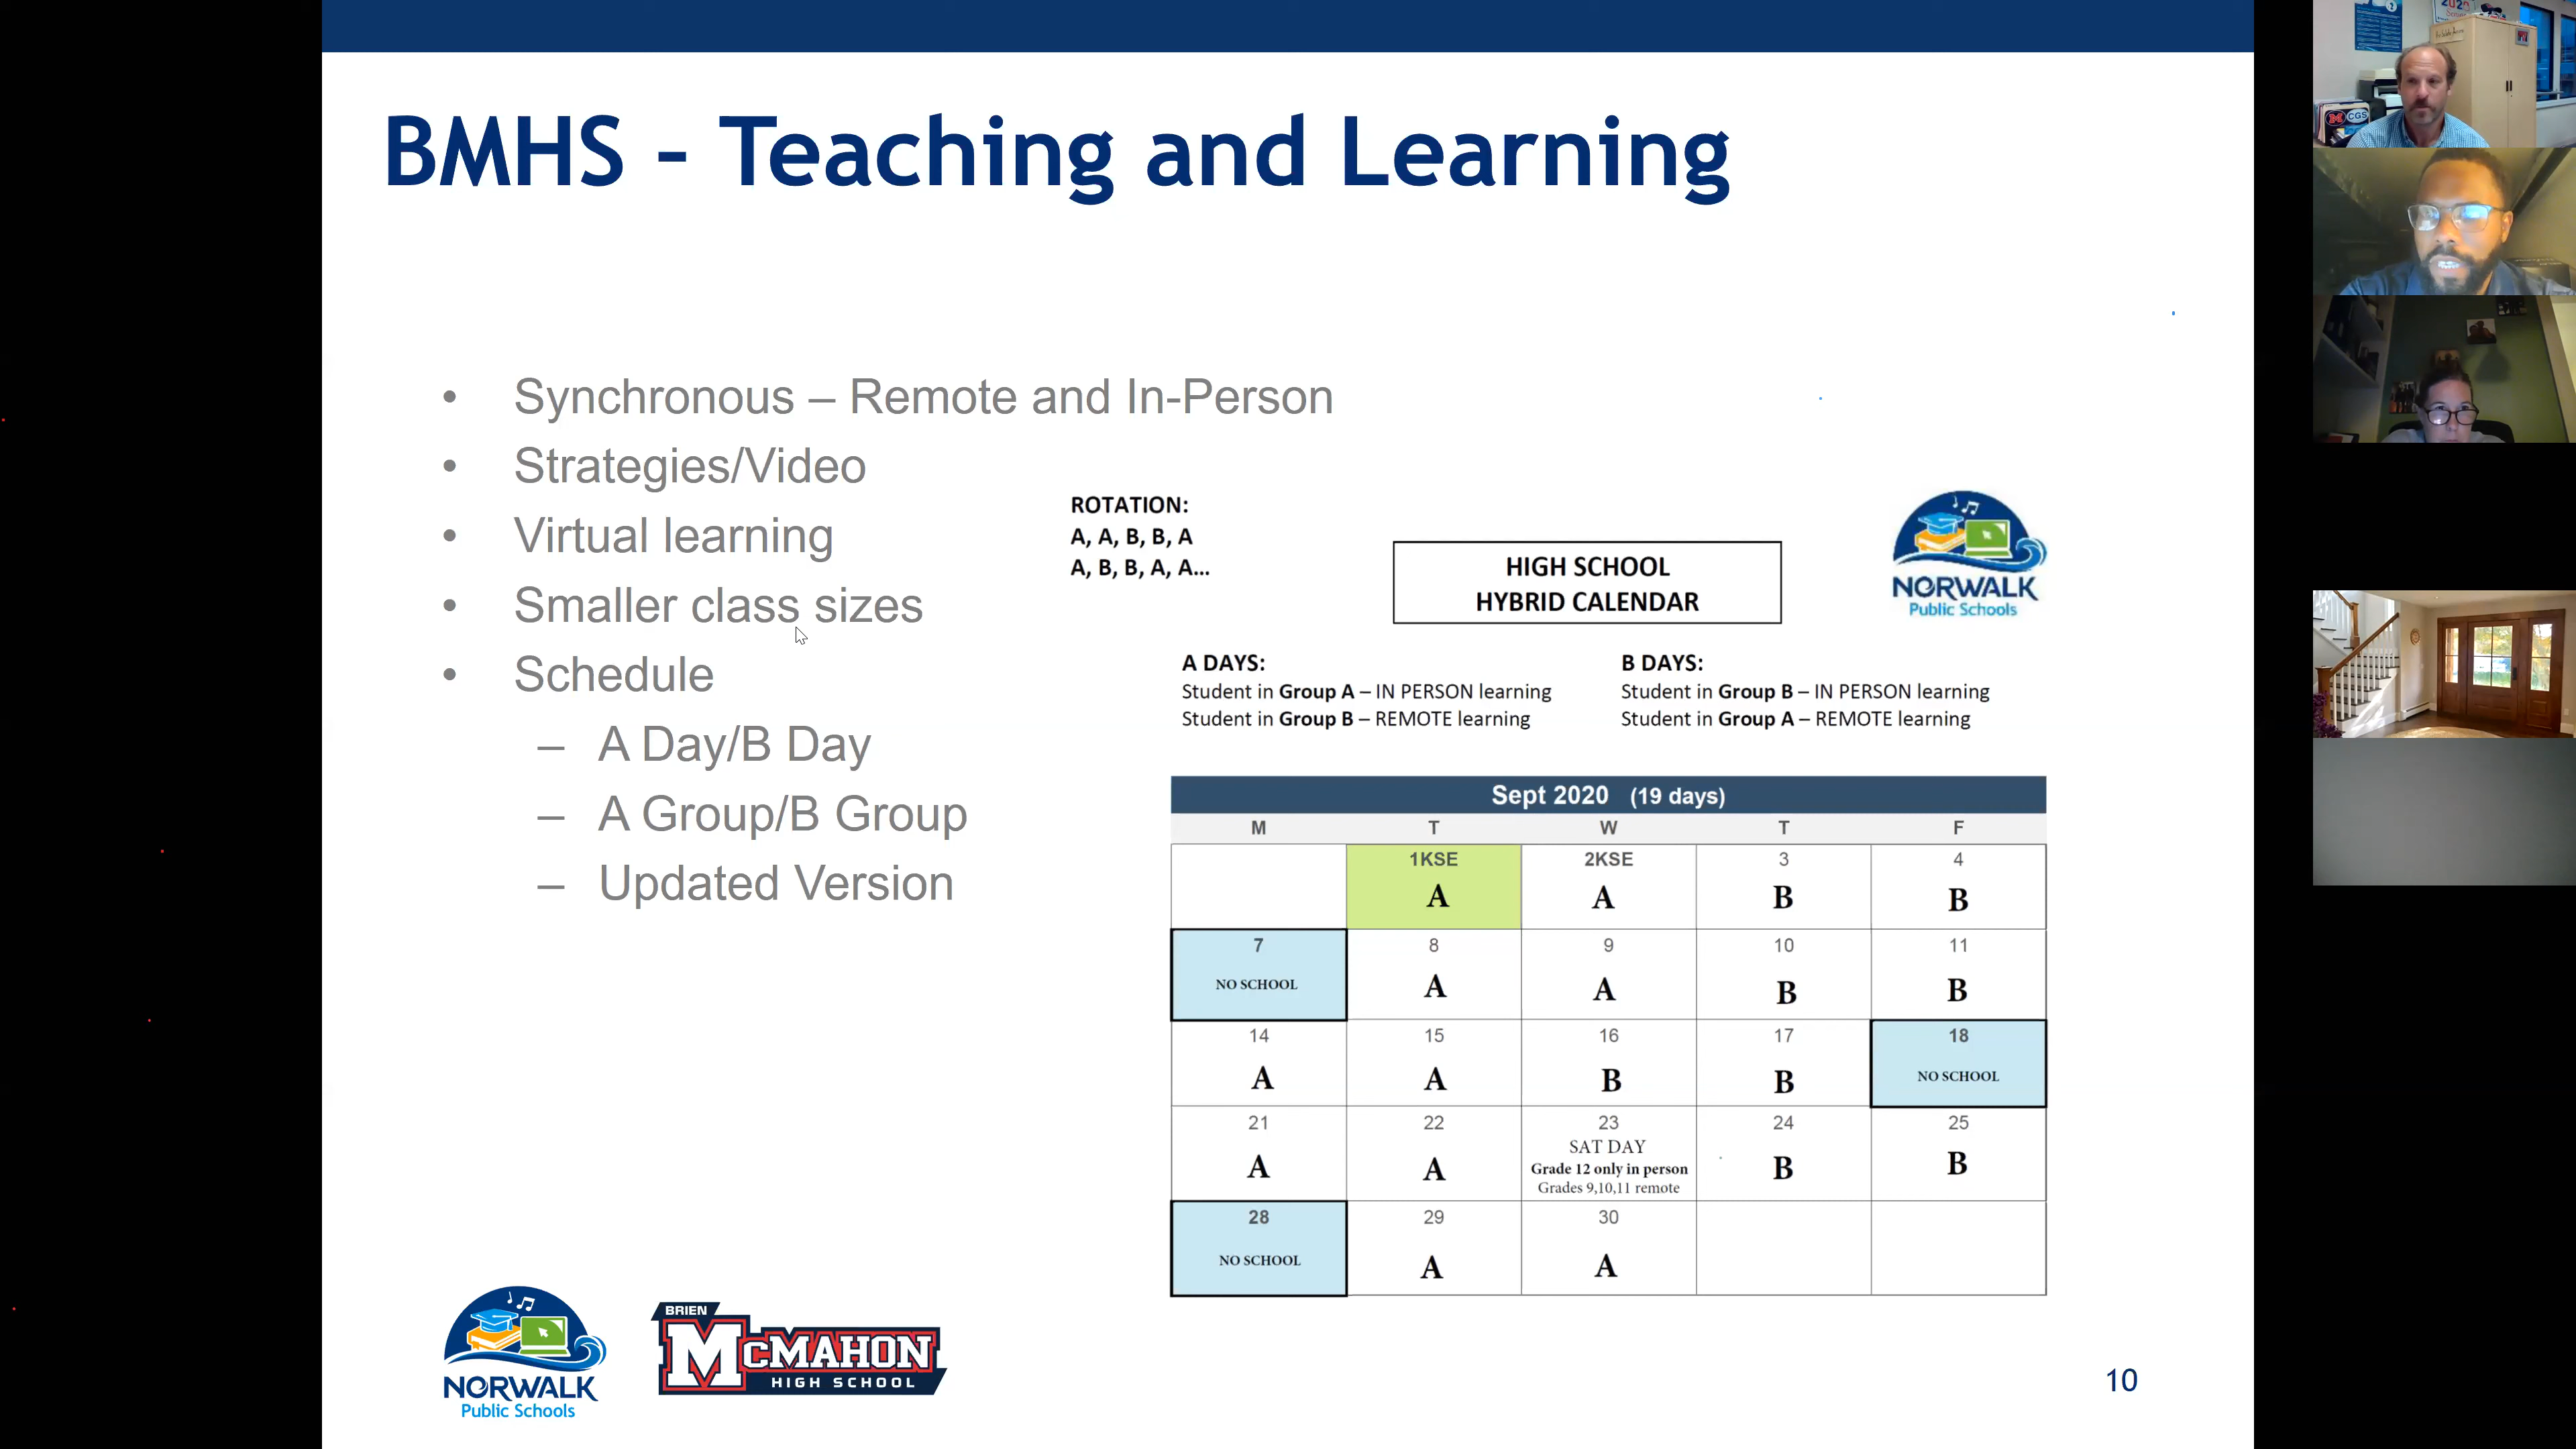 BMHS - Teaching and Learning
• Synchronous – Remote and In-Person
• Strategies/Video
• Virtual learning
• Smaller class sizes
• Schedule
– A Day/B Day
– A Group/B Group
– Updated Version
ROTATION:
A, A, B, B, A
A, B, B, A, A...
HIGH SCHOOL
HYBRID CALENDAR
NORWALK
Public Schools
A DAYS:
Student in Group A – IN PERSON learning
Student in Group B – REMOTE learning
B DAYS:
Student in Group B – IN PERSON learning
Student in Group A – REMOTE learning
Sept 2020 (19 days)
M T W T F
1KSE 2KSE 3 4
A A B B
7 8 9 10 11
NO SCHOOL A A B B
14 15 16 17 18
A A B B NO SCHOOL
21 22 23 24 25
SAT DAY
Grade 12 only in person
Grades 9,10,11 remote
A A B B
28 29 30
NO SCHOOL A A
NORWALK
Public Schools
BRIEN
MCMAHON
HIGH SCHOOL
10
2020
M CGS